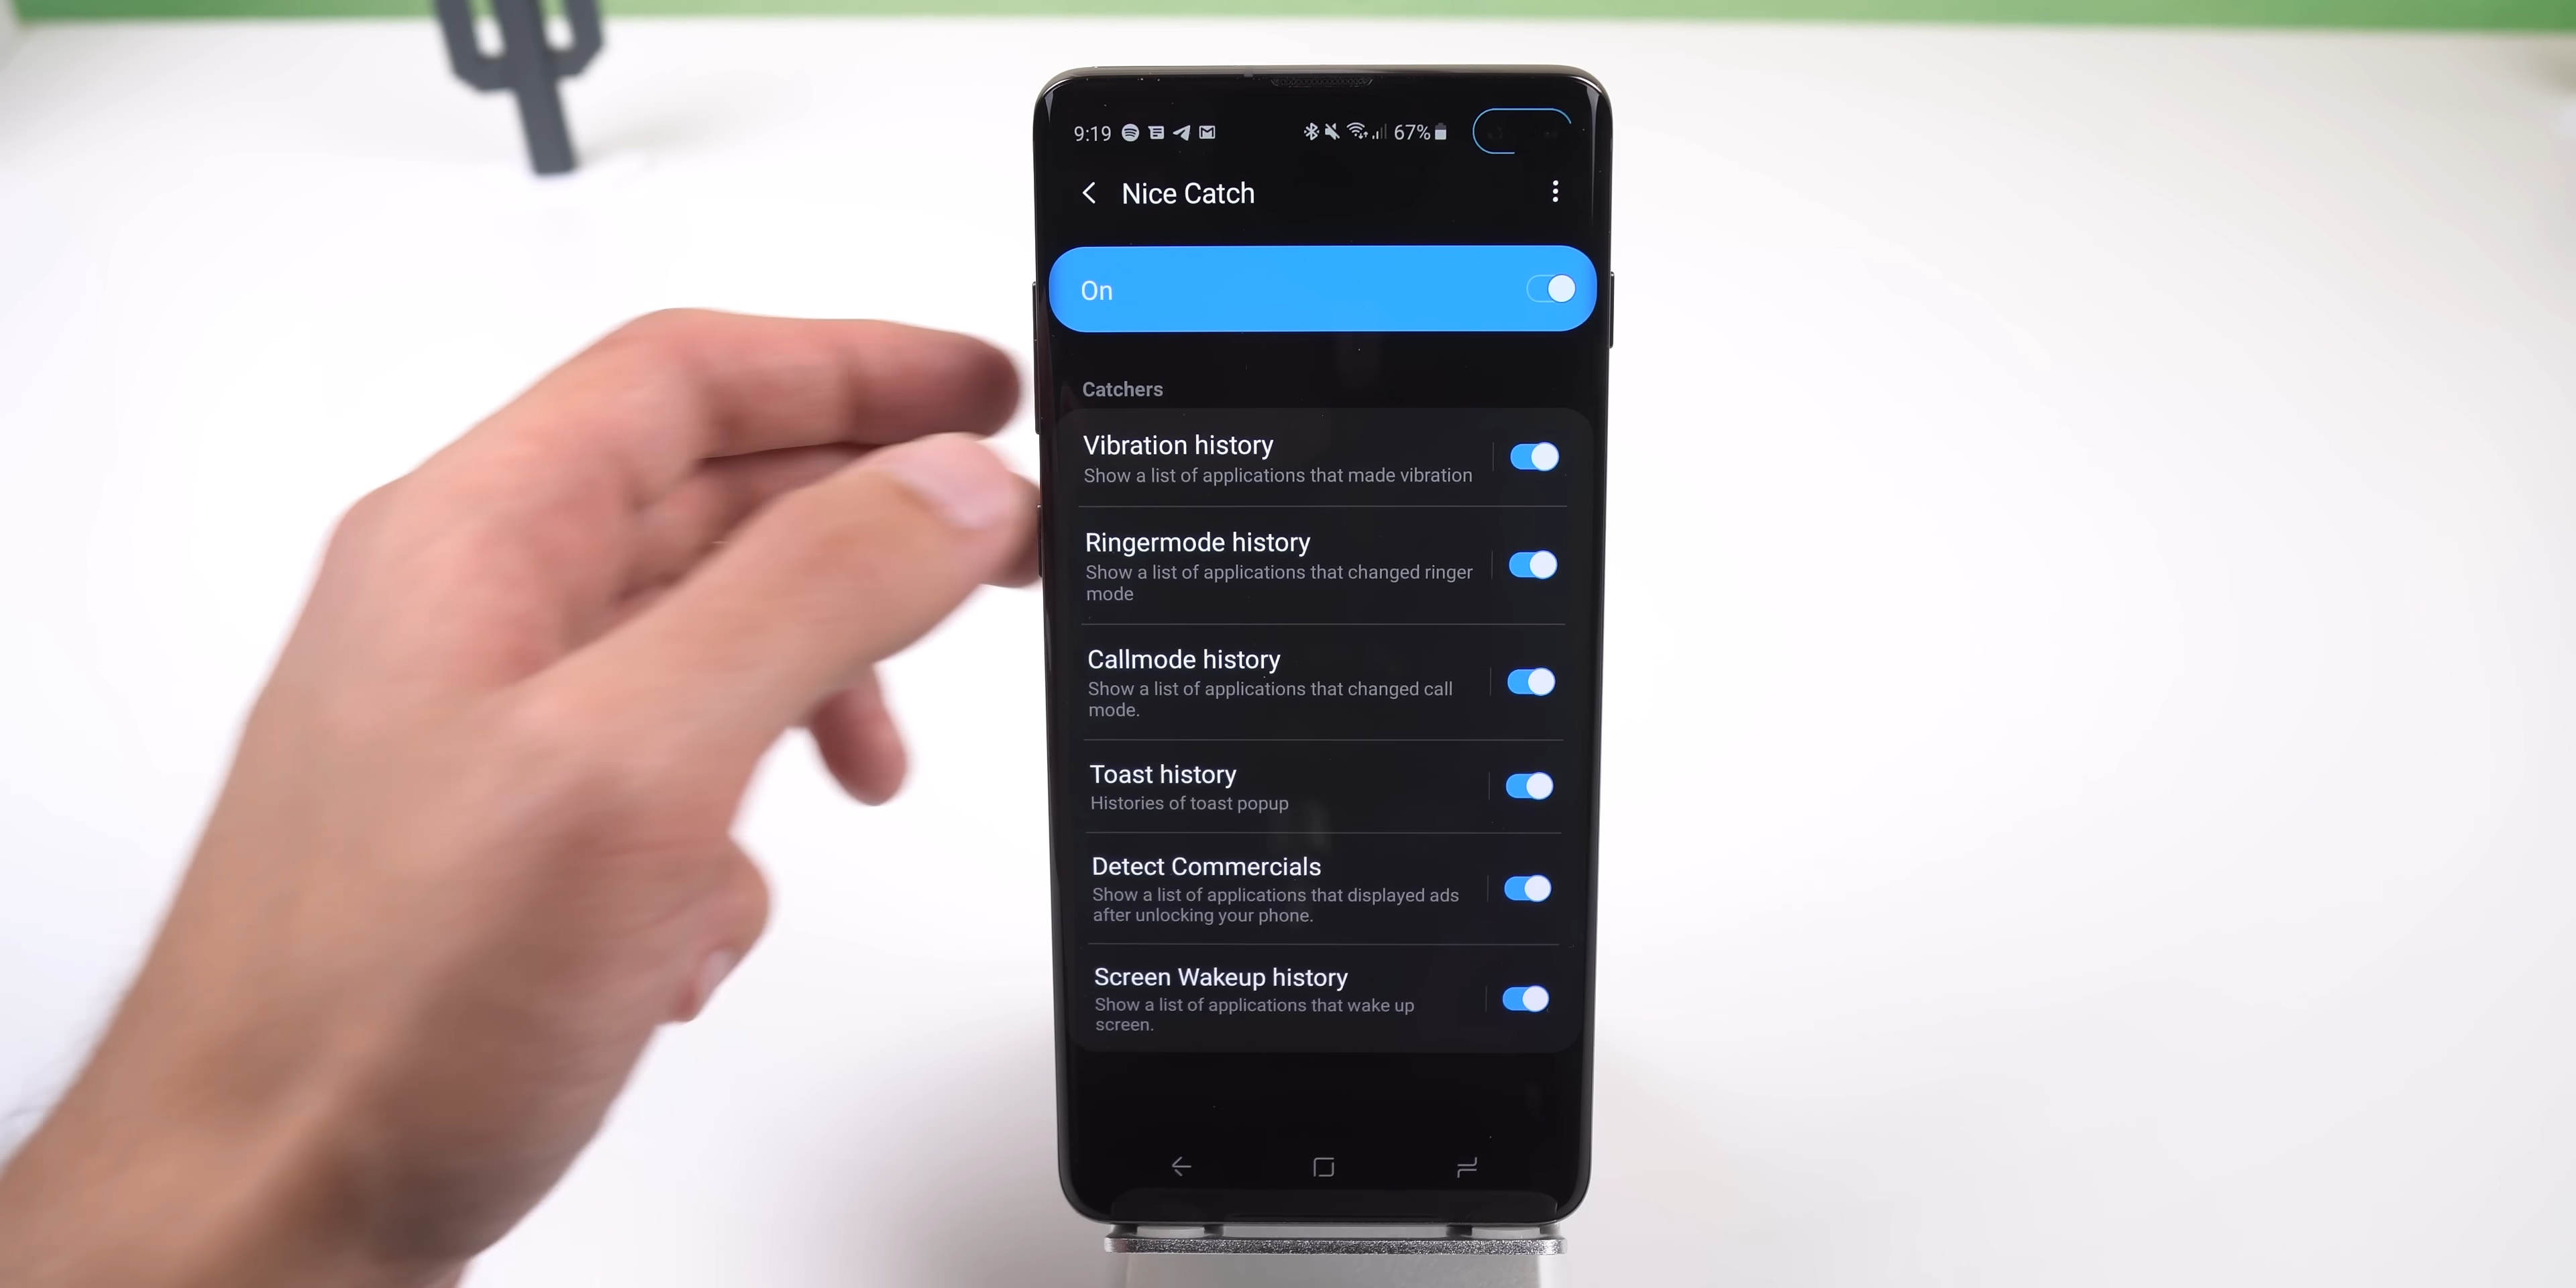 9:19 67%
Nice Catch
On
Catchers
Vibration history
Show a list of applications that made vibration
Ringermode history
Show a list of applications that changed ringer
mode
Callmode history
Show a list of applications that changed call
mode.
Toast history
Histories of toast popup
Detect Commercials
Show a list of applications that displayed ads
after unlocking your phone.
Screen Wakeup history
Show a list of applications that wake up
screen.